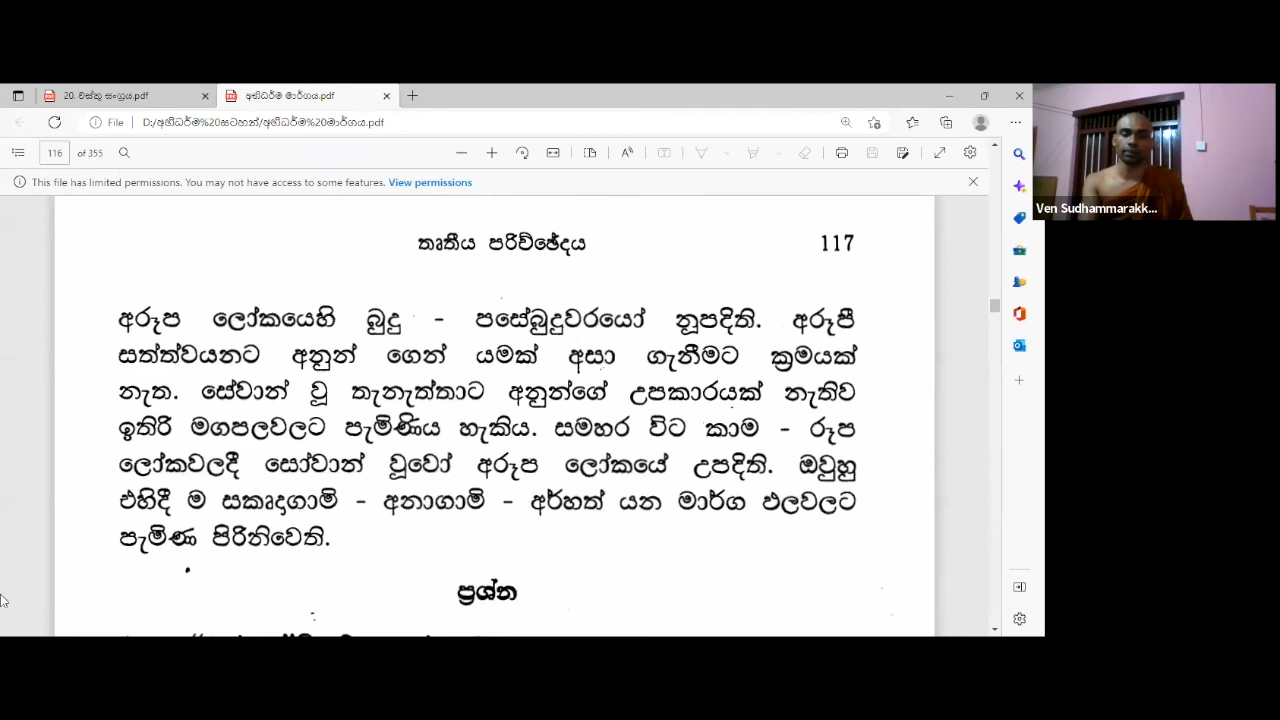 20. වස්තු සංග්‍රහය.pdf
අභිධර්ම මාර්ගය.pdf
File
D:/අභිධර්ම%20සටහන්/අභිධර්ම%20මාර්ගය.pdf
116 of 355
This file has limited permissions. You may not have access to some features. View permissions
Ven Sudhammarakk...
තෘතීය පරිච්ඡේදය 117
අරූප ලෝකයෙහි බුදු - පසේබුදුවරයෝ නූපදිති. අරූපී
සත්ත්වයනට අනුන් ගෙන් යමක් අසා ගැනීමට ක්‍රමයක්
නැත. සේවාන් වූ තැනැත්තාට අනුන්ගේ උපකාරයක් නැතිව
ඉතිරි මගපලවලට පැමිණිය හැකිය. සමහර විට කාම - රූප
ලෝකවලදී සෝවාන් වූවෝ අරූප ලෝකයේ උපදිති. ඔවුහු
එහිදී ම සකෘදාගාමි - අනාගාමි - අර්හත් යන මාර්ග ඵලවලට
පැමිණ පිරිනිවෙති.
ප්‍රශ්න